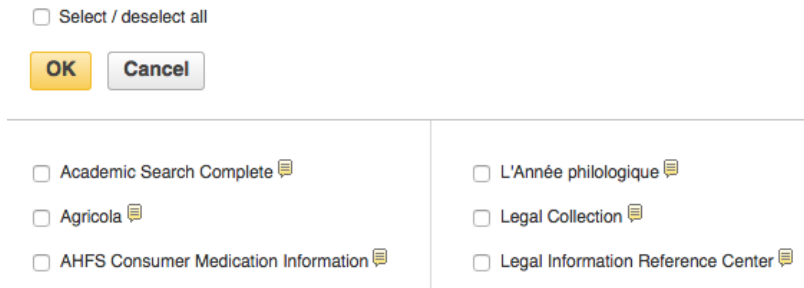 Select / deselect all
OK Cancel
Academic Search Complete
Agricola
AHFS Consumer Medication Information
L'Année philologique
Legal Collection
Legal Information Reference Center